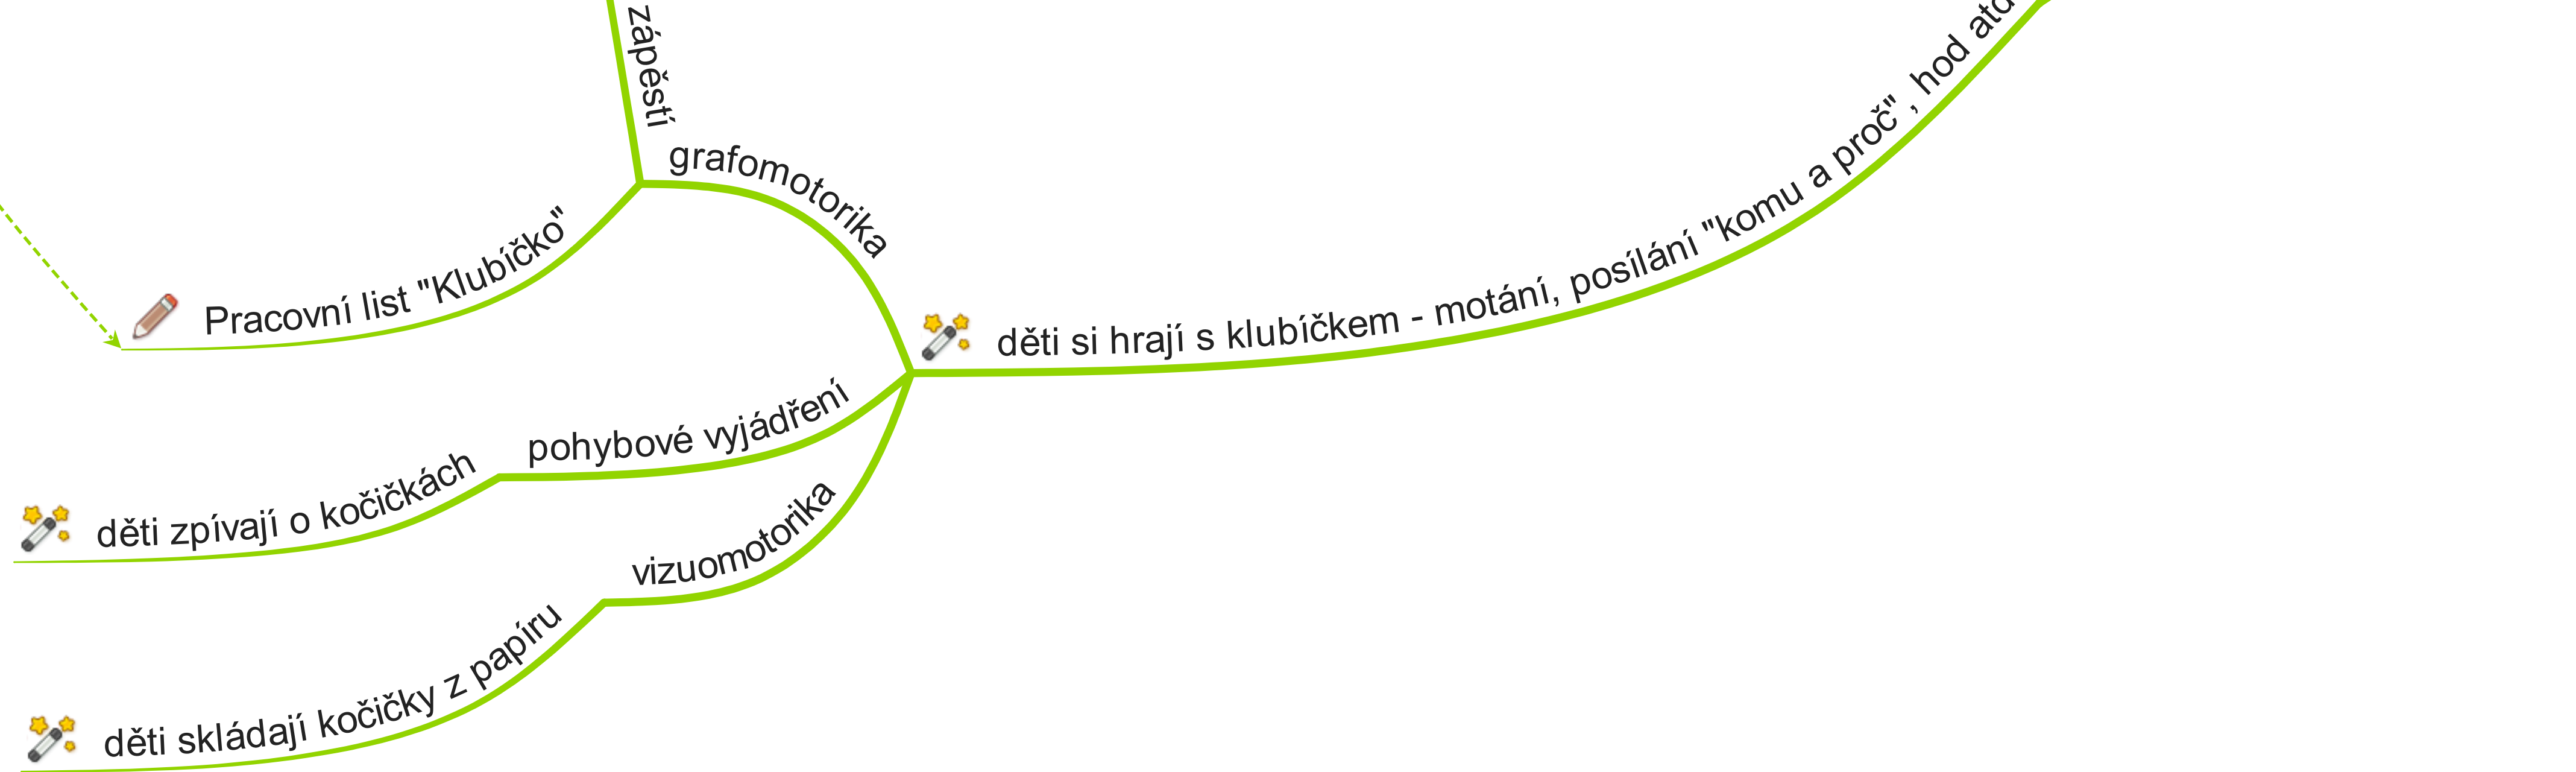 zápěstí
grafomotorika
Pracovní list "Klubíčko"
děti si hrají s klubíčkem - motání, posílání "komu a proč" , hod atd
pohybové vyjádření
děti zpívají o kočičkách
vizuomotorika
děti skládají kočičky z papíru